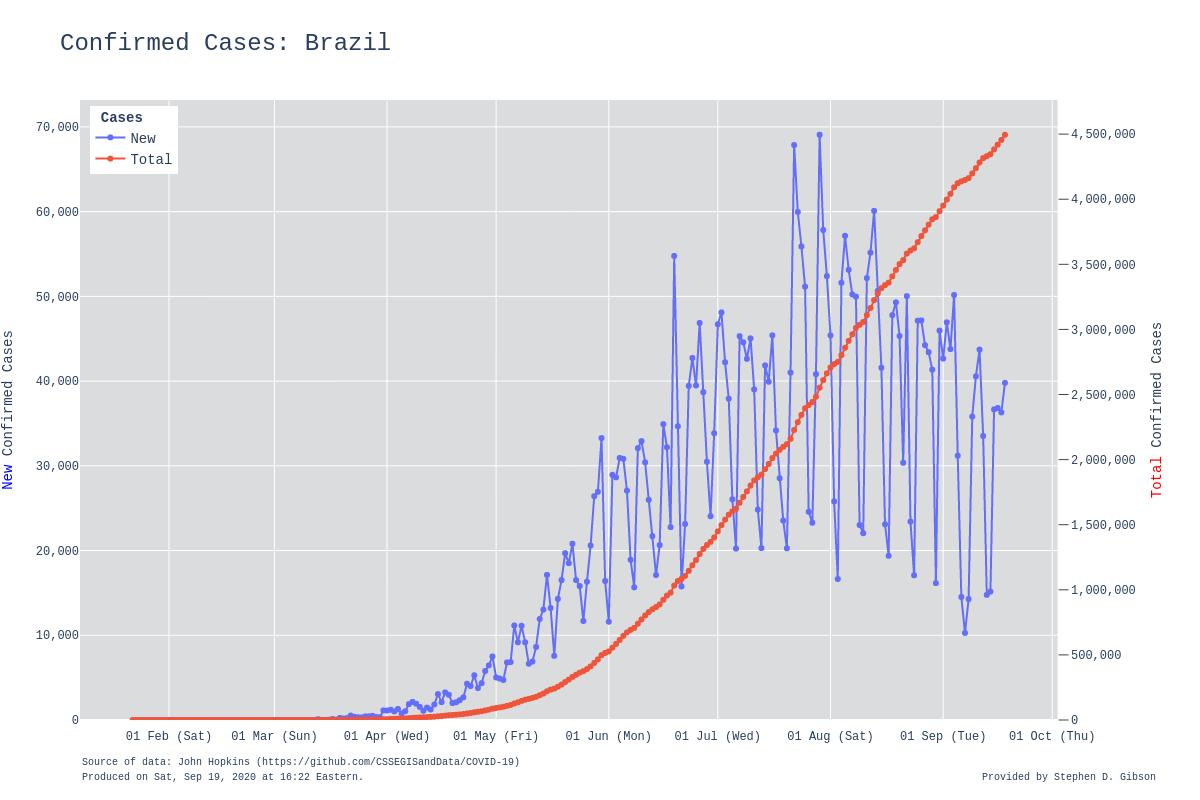 Confirmed Cases: Brazil
Cases
New
Total
70,000
60,000
50,000
40,000
30,000
20,000
10,000
0
New Confirmed Cases
4,500,000
4,000,000
3,500,000
3,000,000
2,500,000
2,000,000
1,500,000
1,000,000
500,000
0
Total Confirmed Cases
01 Feb (Sat) 01 Mar (Sun) 01 Apr (Wed) 01 May (Fri) 01 Jun (Mon) 01 Jul (Wed) 01 Aug (Sat) 01 Sep (Tue) 01 Oct (Thu)
Source of data: John Hopkins (https://github.com/CSSEGISandData/COVID-19)
Produced on Sat, Sep 19, 2020 at 16:22 Eastern.
Provided by Stephen D. Gibson